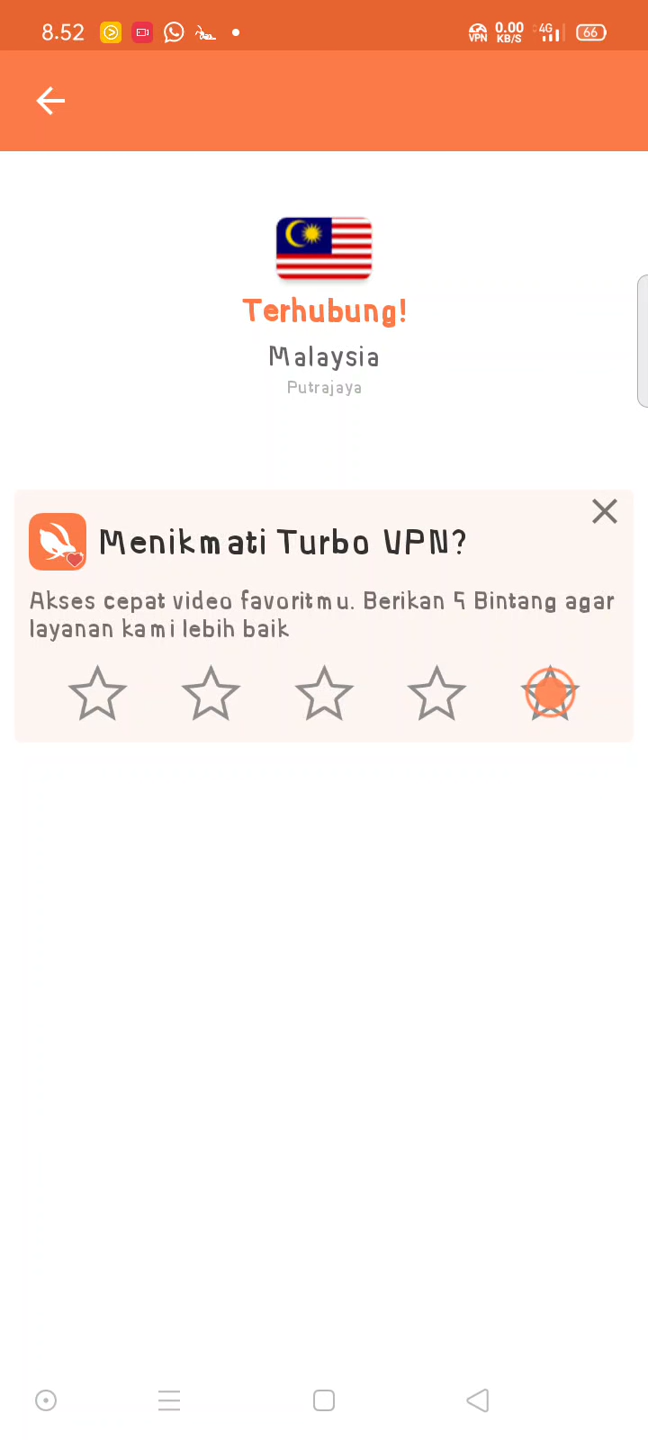 8.52
VPN 0.00 KB/S 4G 66
Terhubung!
Malaysia
Putrajaya
Menikmati Turbo VPN?
Akses cepat video favoritmu. Berikan 5 Bintang agar
layanan kami lebih baik